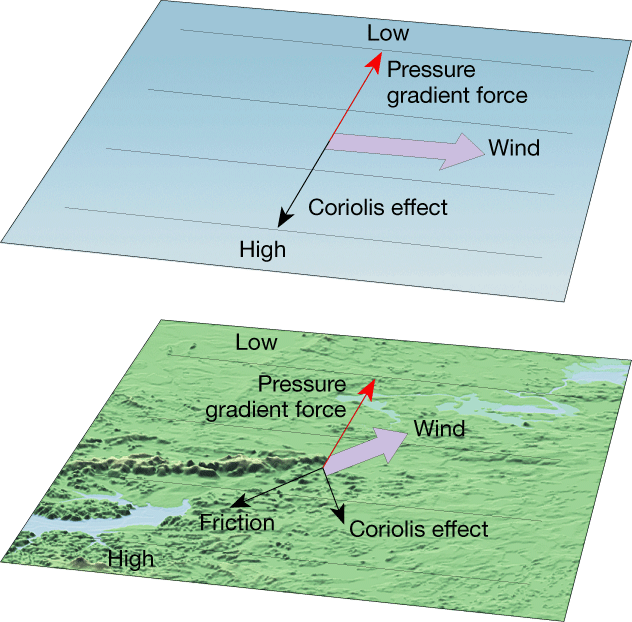 Low
Pressure
gradient force
Wind
Coriolis effect
High
Low
Pressure
gradient force
Wind
Friction
Coriolis effect
High